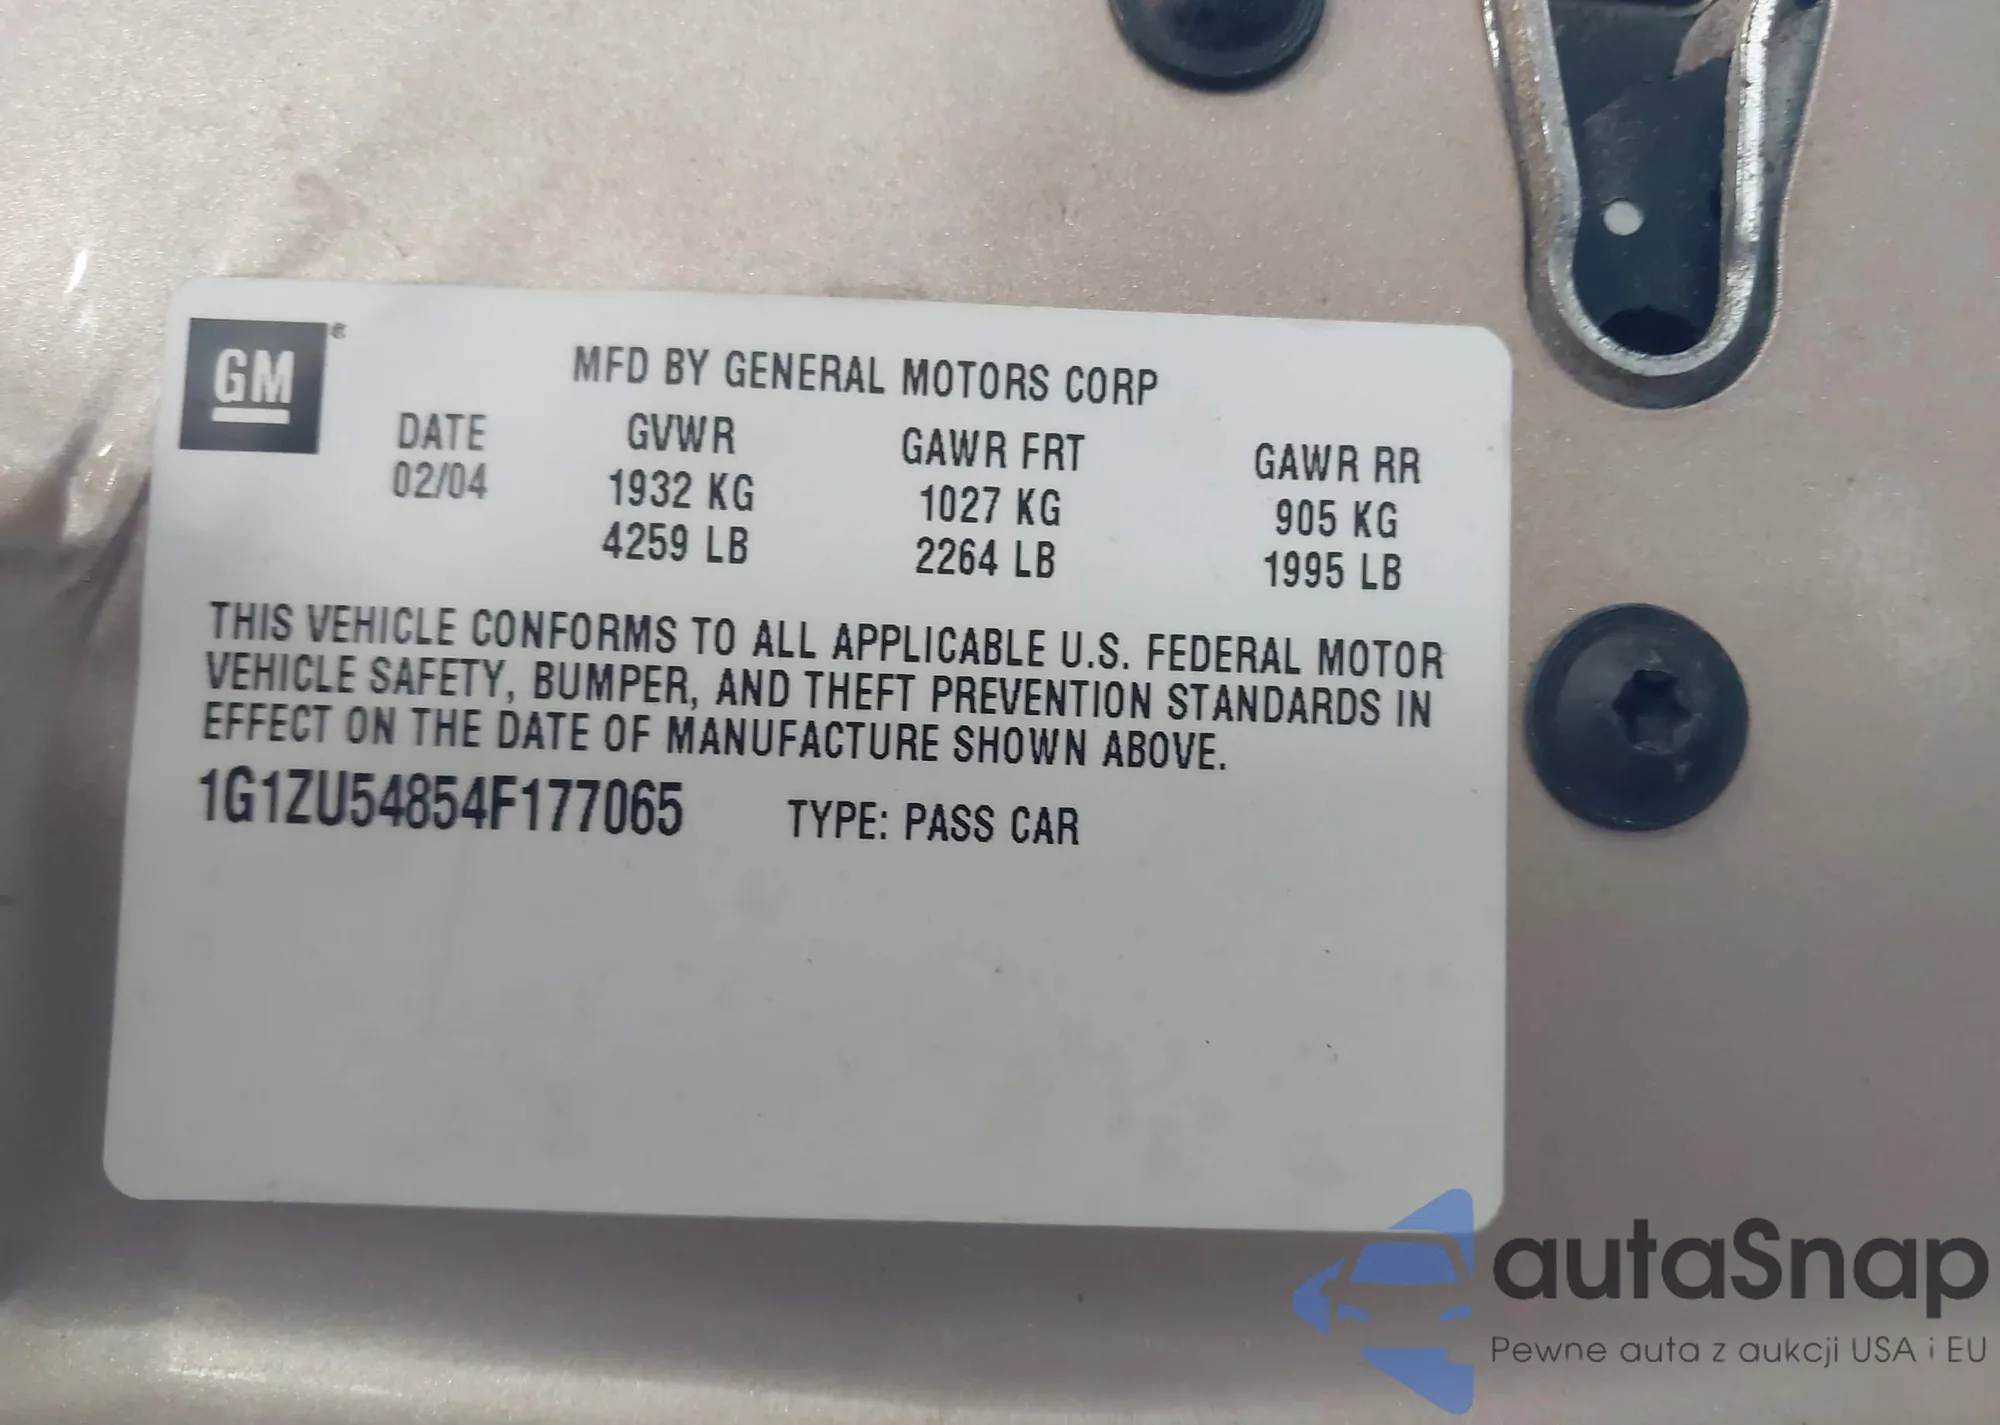 GM®
MFD BY GENERAL MOTORS CORP
DATE GVWR GAWR FRT GAWR RR
02/04 1932 KG 1027 KG 905 KG
4259 LB 2264 LB 1995 LB
THIS VEHICLE CONFORMS TO ALL APPLICABLE U.S. FEDERAL MOTOR
VEHICLE SAFETY, BUMPER, AND THEFT PREVENTION STANDARDS IN
EFFECT ON THE DATE OF MANUFACTURE SHOWN ABOVE.
1G1ZU54854F177065 TYPE: PASS CAR
autaSnap
Pewne auta z aukcji USA i EU